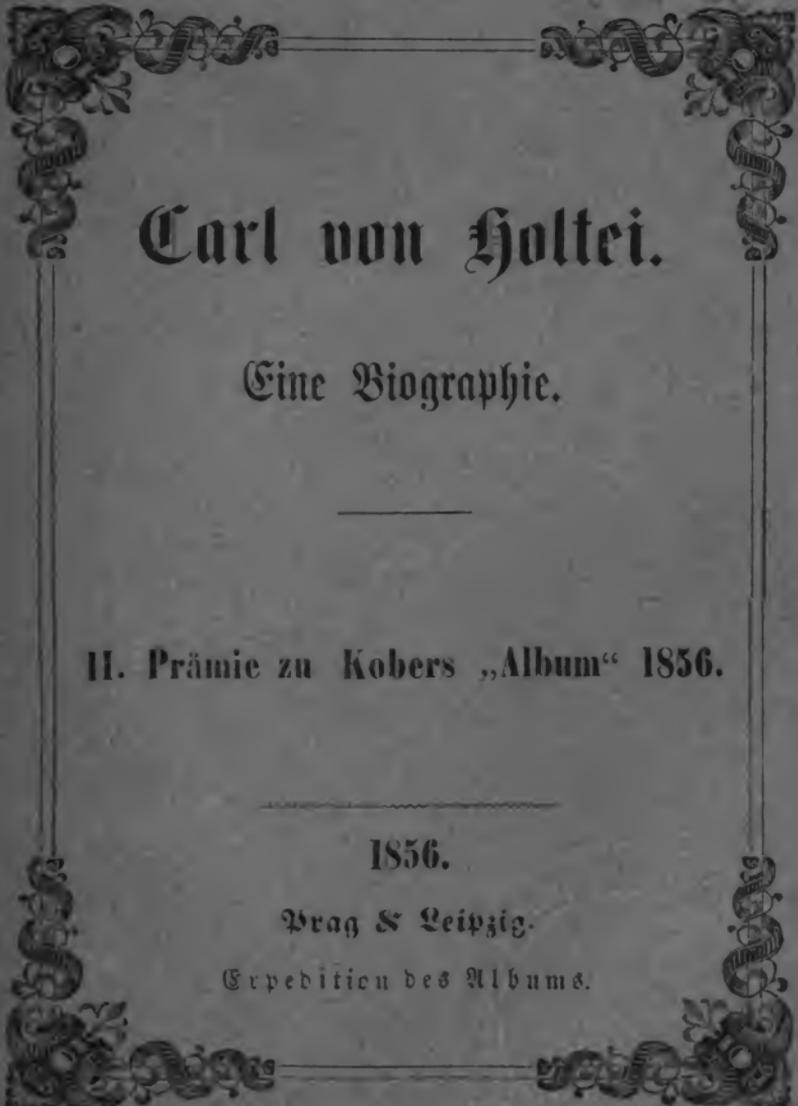 Carl von Holtei.
Eine Biographie.
II. Prämie zu Kobers „Album“ 1856.
1856.
Prag & Leipzig.
Expedition des Albums.